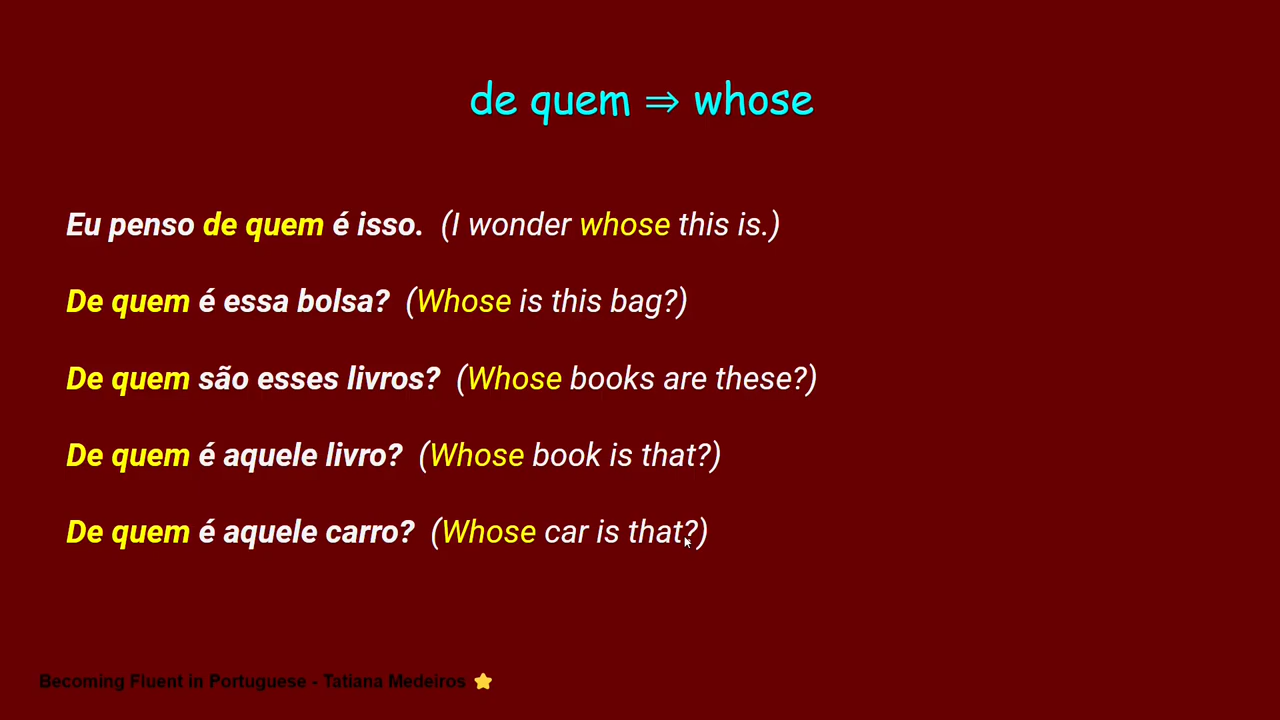 de quem ⇒ whose
Eu penso de quem é isso. (I wonder whose this is.)
De quem é essa bolsa? (Whose is this bag?)
De quem são esses livros? (Whose books are these?)
De quem é aquele livro? (Whose book is that?)
De quem é aquele carro? (Whose car is that?)
Becoming Fluent in Portuguese - Tatiana Medeiros